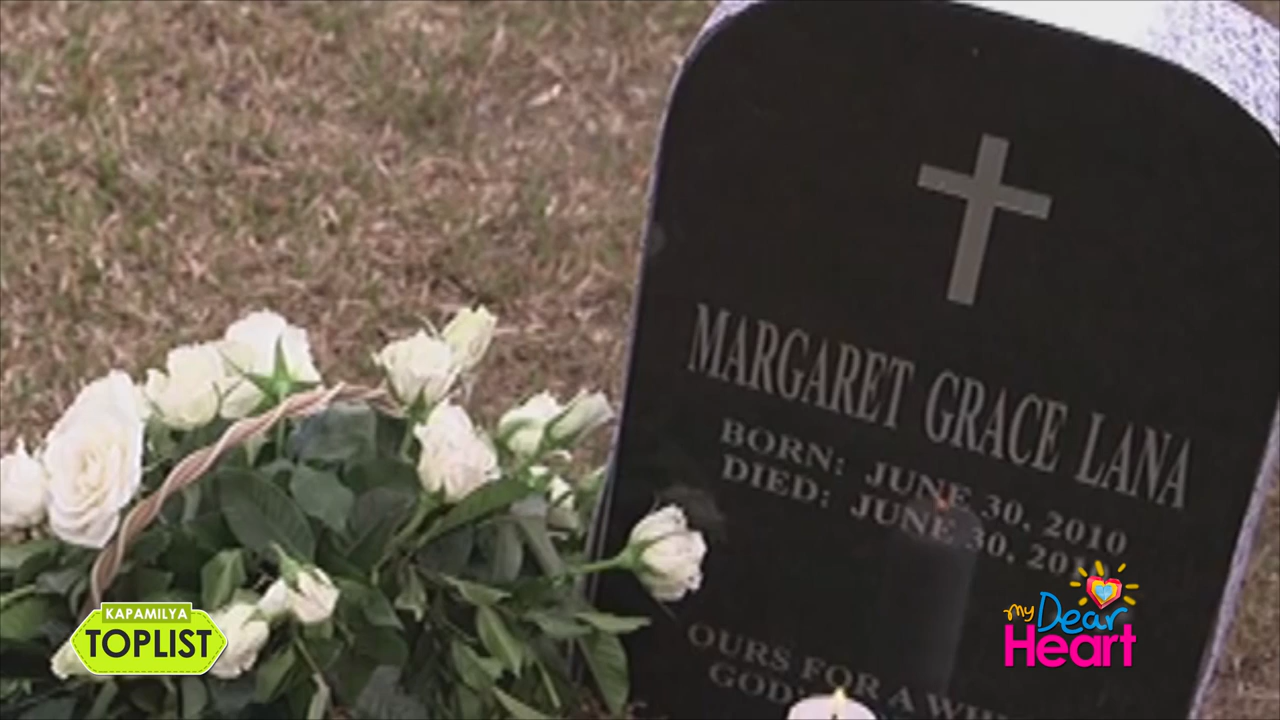 MARGARET GRACE LANA
BORN: JUNE 30, 2010
DIED: JUNE 30,
OURS FOR A
KAPAMILYA
TOPLIST
My Dear
Heart